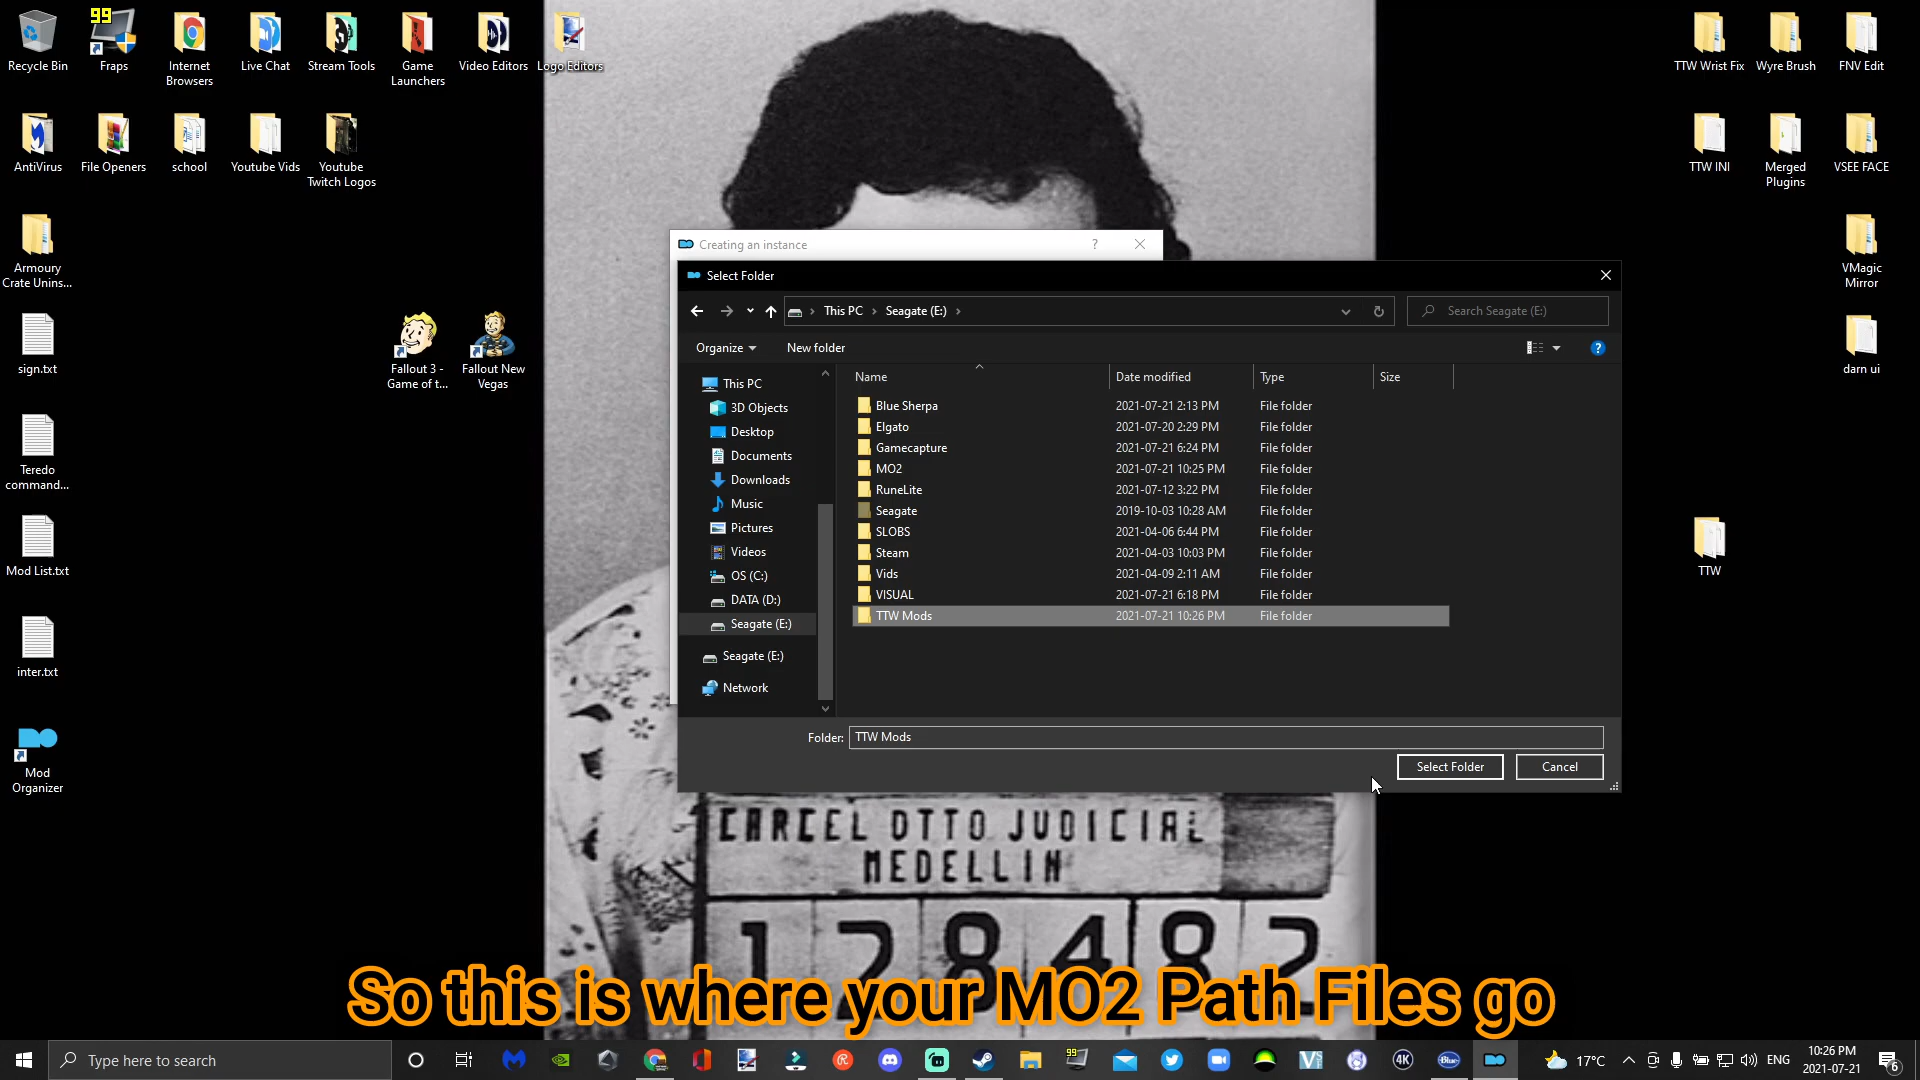 99
Recycle Bin
Fraps
Internet
Browsers
Live Chat
Stream Tools
Game
Launchers
Video Editors
Logo Editors
TTW Wrist Fix
Wyre Brush
FNV Edit
AntiVirus
File Openers
school
Youtube Vids
Youtube
Twitch Logos
TTW INI
Merged
Plugins
VSEE FACE
Armoury
Crate Unins...
VMagic
Mirror
sign.txt
Fallout 3 -
Game of t...
Fallout New
Vegas
darn ui
Teredo
command...
Mod List.txt
TTW
inter.txt
Mod
Organizer
Creating an instance
?
Select Folder
This PC
Seagate (E:)
Search Seagate (E:)
Organize
New folder
?
This PC
3D Objects
Desktop
Documents
Downloads
Music
Pictures
Videos
OS (C:)
DATA (D:)
Seagate (E:)
Seagate (E:)
Network
Name Date modified Type Size
Blue Sherpa 2021-07-21 2:13 PM File folder
Elgato 2021-07-20 2:29 PM File folder
Gamecapture 2021-07-21 6:24 PM File folder
MO2 2021-07-21 10:25 PM File folder
RuneLite 2021-07-12 3:22 PM File folder
Seagate 2019-10-03 10:28 AM File folder
SLOBS 2021-04-06 6:44 PM File folder
Steam 2021-04-03 10:03 PM File folder
Vids 2021-04-09 2:11 AM File folder
VISUAL 2021-07-21 6:18 PM File folder
TTW Mods 2021-07-21 10:26 PM File folder
Folder: TTW Mods
Select Folder
Cancel
CARCEL DTTO JUDICIAL
MEDELLIN
128482
So this is where your MO2 Path Files go
Type here to search
99
4K
Blue
17°C
ENG
10:26 PM
2021-07-21
6